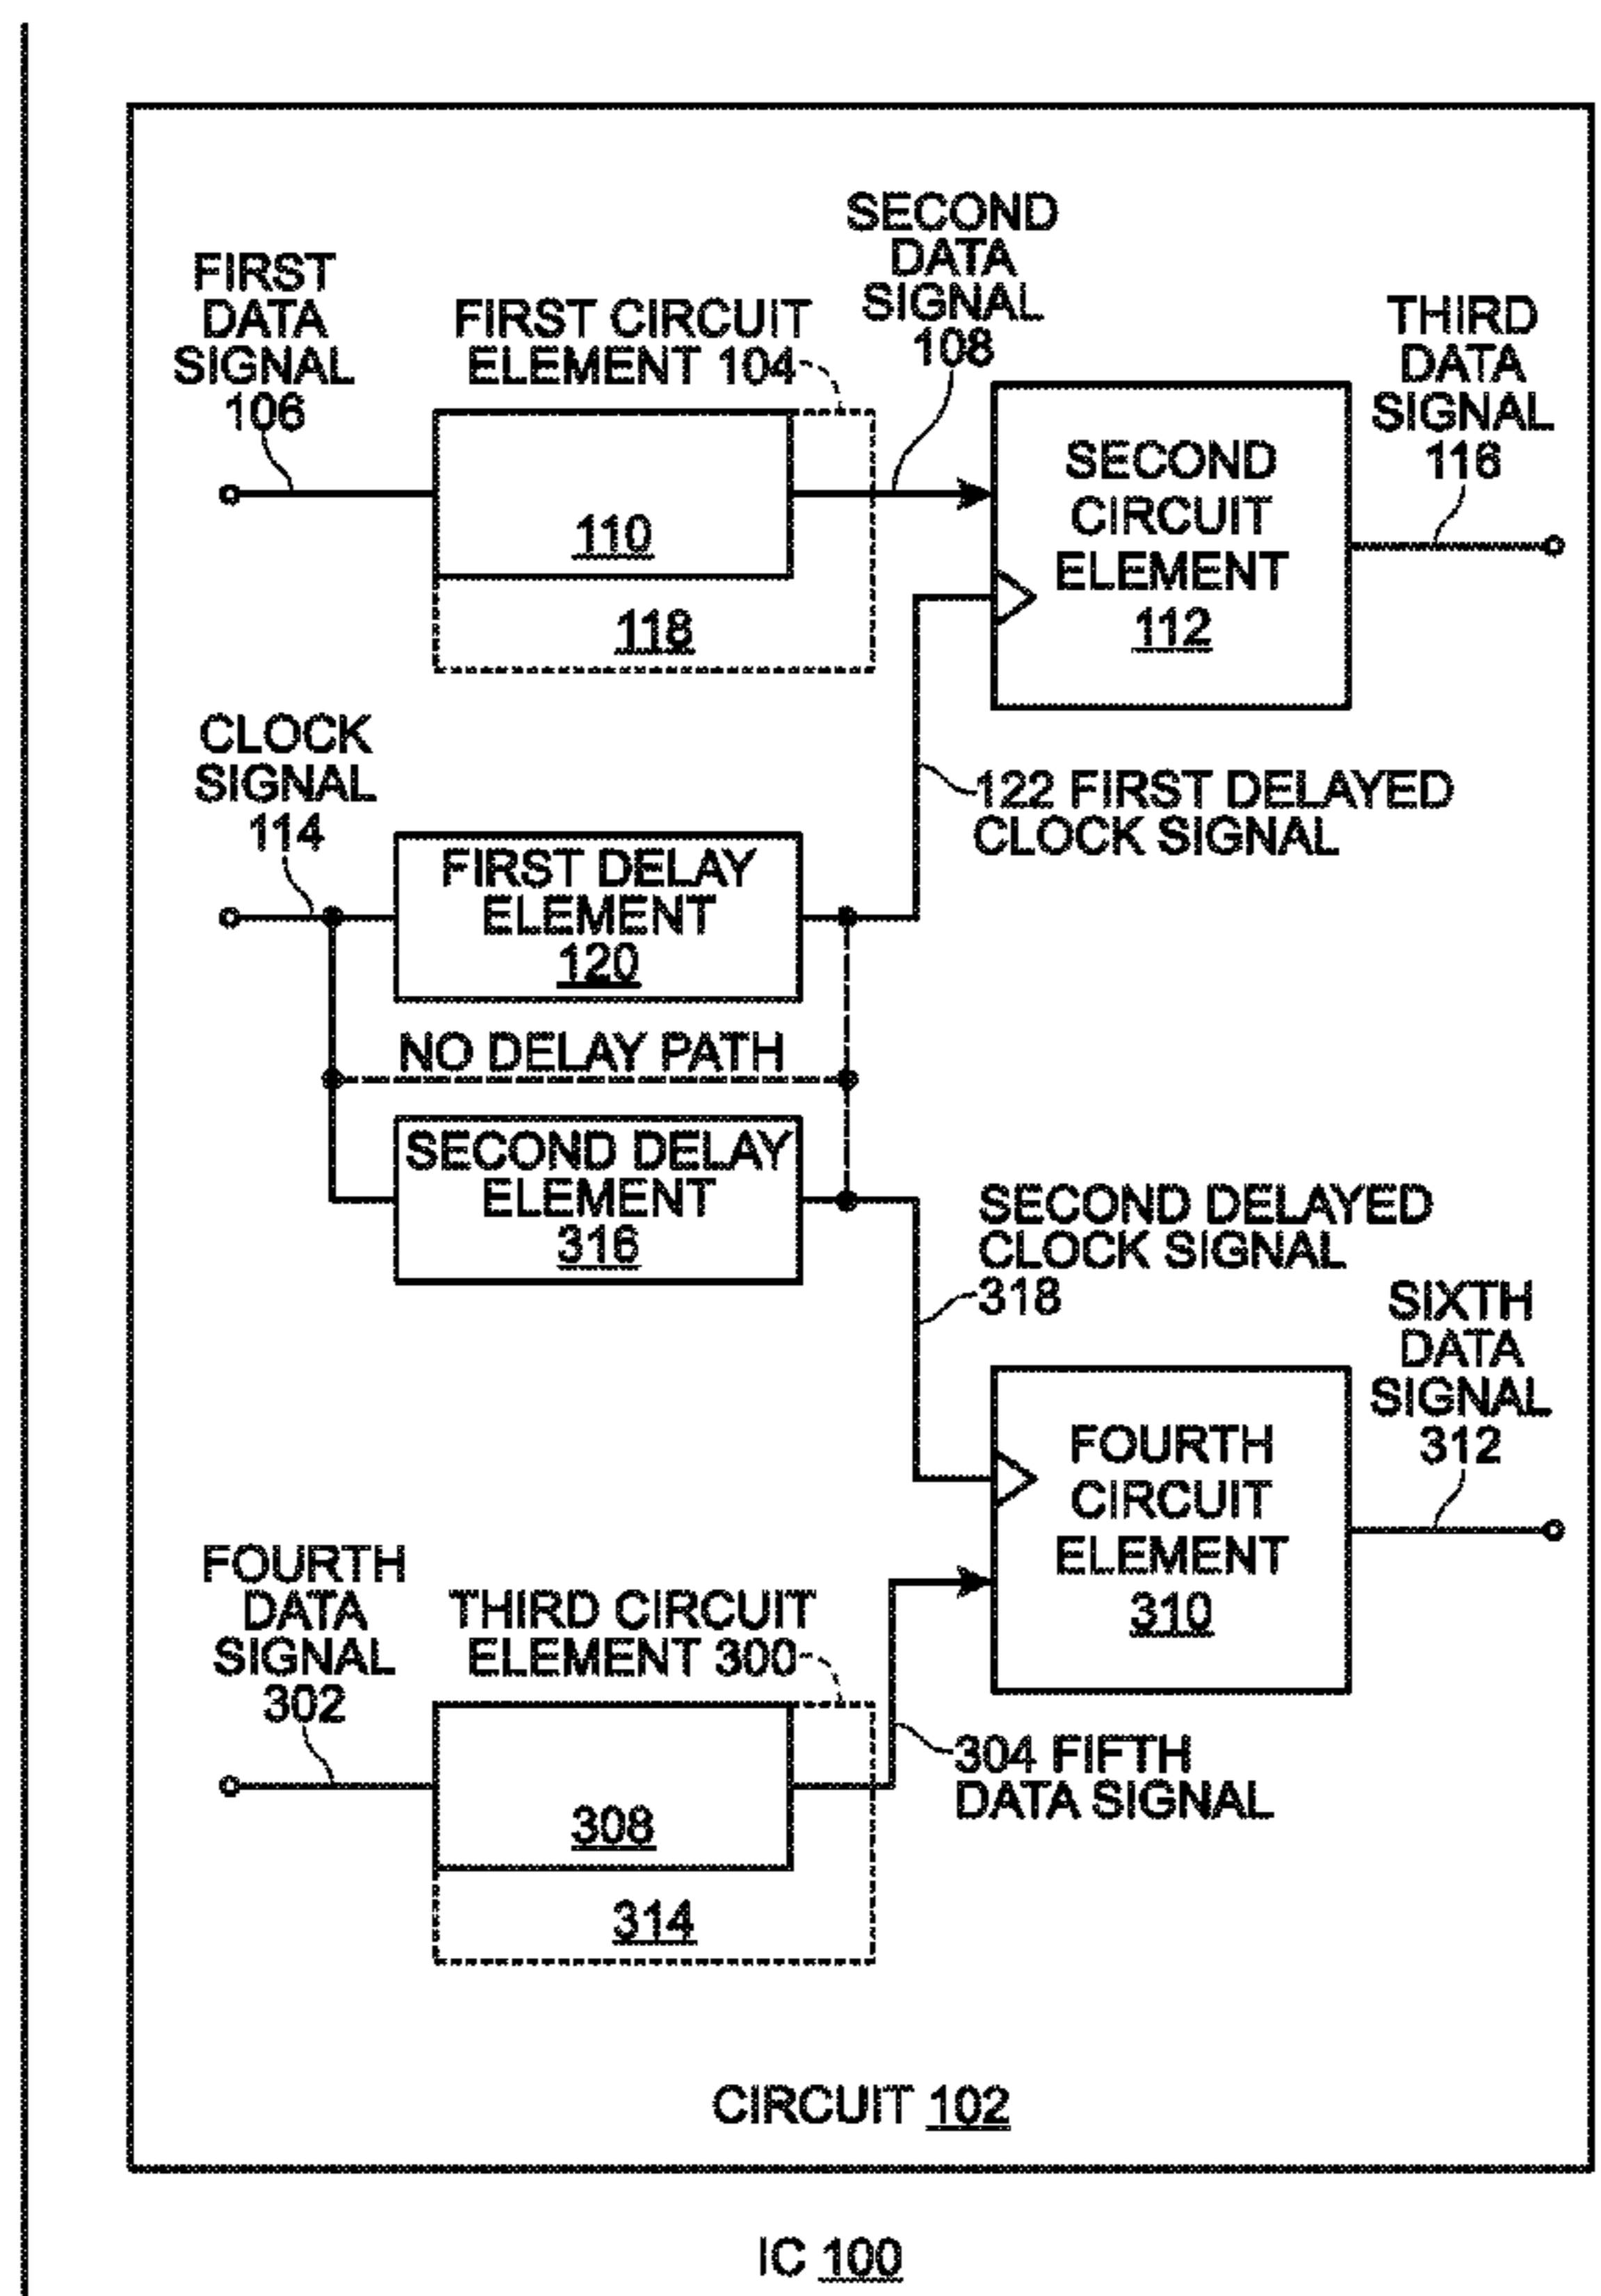 SECOND
DATA
SIGNAL
108
FIRST
DATA
SIGNAL
106
FIRST CIRCUIT
ELEMENT 104
THIRD
DATA
SIGNAL
116
110
118
SECOND
CIRCUIT
ELEMENT
112
CLOCK
SIGNAL
114
122 FIRST DELAYED
CLOCK SIGNAL
FIRST DELAY
ELEMENT
120
NO DELAY PATH
SECOND DELAY
ELEMENT
316
SECOND DELAYED
CLOCK SIGNAL
318
SIXTH
DATA
SIGNAL
312
FOURTH
CIRCUIT
ELEMENT
310
FOURTH
DATA
SIGNAL
302
THIRD CIRCUIT
ELEMENT 300
304 FIFTH
DATA SIGNAL
308
314
CIRCUIT 102
IC 100